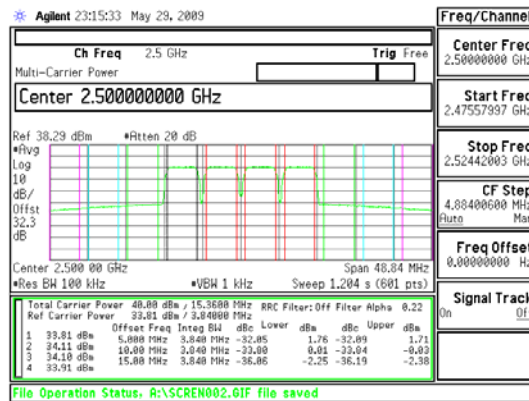 Agilent 23:15:33 May 29, 2009
Freq/Channel
Ch Freq 2.5 GHz Trig Free
Multi-Carrier Power
Center 2.500000000 GHz
Center Freq
2.50000000 GHz
Start Freq
2.47557997 GHz
Stop Freq
2.52442003 GHz
CF Step
4.88400600 MHz
Auto Man
Freq Offset
0.00000000 Hz
Signal Track
On Off
Ref 38.29 dBm #Atten 20 dB
#Avg
Log
10
dB/
Offst
32.3
dB
Center 2.500 00 GHz Span 48.84 MHz
#Res BW 100 kHz #VBW 1 kHz Sweep 1.204 s (601 pts)
Total Carrier Power 40.00 dBm / 15.3600 MHz RRC Filter: Off Filter Alpha 0.22
Ref Carrier Power 33.81 dBm / 3.84000 MHz
Offset Freq Integ BW dBc Lower dBm dBc Upper dBm
1 33.81 dBm 5.000 MHz 3.840 MHz -32.05 1.76 -32.09 1.71
2 34.11 dBm 10.00 MHz 3.840 MHz -33.80 0.01 -33.84 -0.03
3 34.10 dBm 15.00 MHz 3.840 MHz -36.06 -2.25 -36.19 -2.38
4 33.91 dBm
File Operation Status, A:\SCREN002.GIF file saved